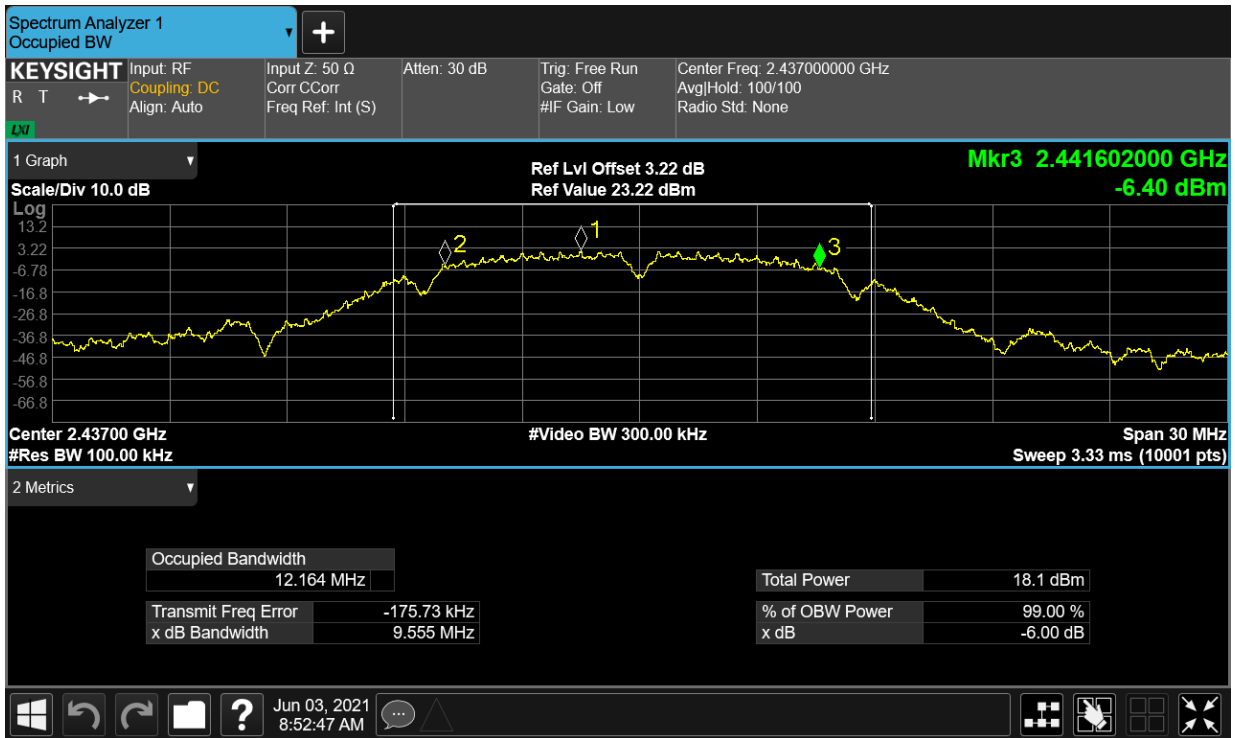 Spectrum Analyzer 1
Occupied BW
KEYSIGHT
R T
LXI
Input: RF
Coupling: DC
Align: Auto
Input Z: 50 Ω
Corr CCorr
Freq Ref: Int (S)
Atten: 30 dB
Trig: Free Run
Gate: Off
#IF Gain: Low
Center Freq: 2.437000000 GHz
Avg|Hold: 100/100
Radio Std: None
1 Graph
Scale/Div 10.0 dB
Ref Lvl Offset 3.22 dB
Ref Value 23.22 dBm
Mkr3 2.441602000 GHz
-6.40 dBm
Log
13.2
3.22
-6.78
-16.8
-26.8
-36.8
-46.8
-56.8
-66.8
2
1
3
Center 2.43700 GHz
#Video BW 300.00 kHz
Span 30 MHz
#Res BW 100.00 kHz
Sweep 3.33 ms (10001 pts)
2 Metrics
Occupied Bandwidth
12.164 MHz
Transmit Freq Error -175.73 kHz
x dB Bandwidth 9.555 MHz
Total Power 18.1 dBm
% of OBW Power 99.00 %
x dB -6.00 dB
?
Jun 03, 2021
8:52:47 AM